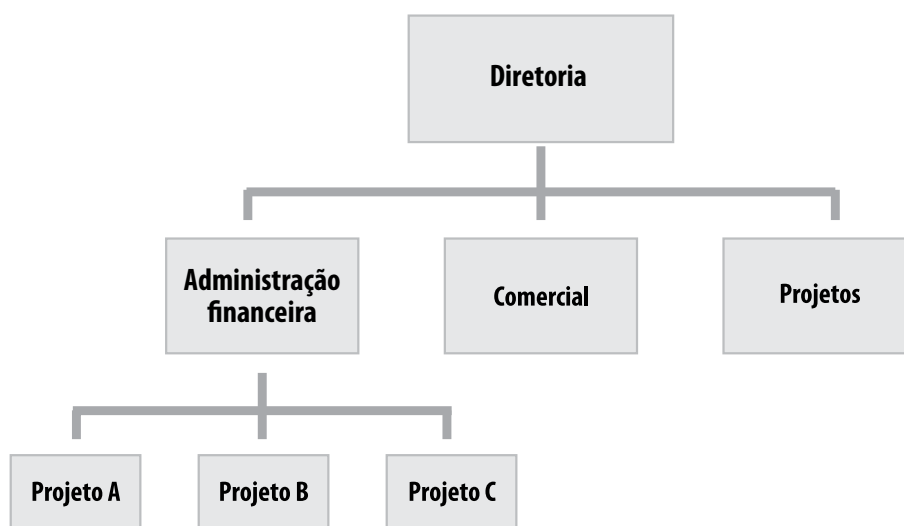 Diretoria
Administração
financeira
Comercial
Projetos
Projeto A
Projeto B
Projeto C